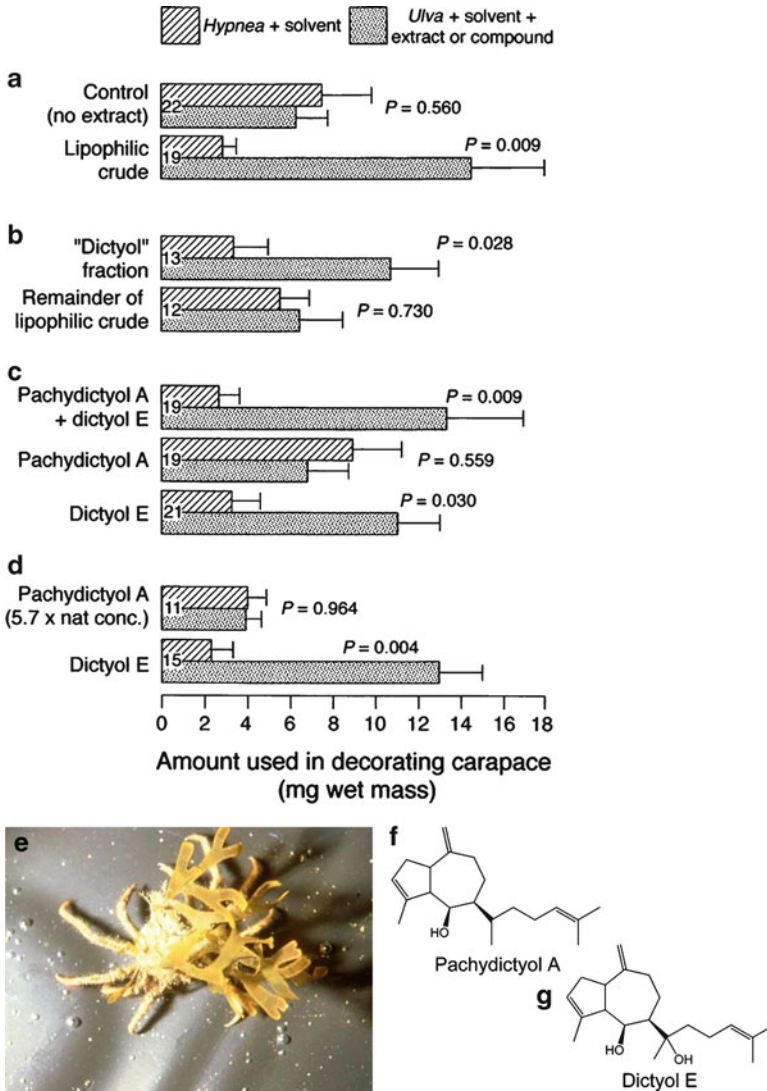 Hypnea + solvent
Ulva + solvent +
extract or compound
a
Control
(no extract)
22
P = 0.560
Lipophilic
crude
19
P = 0.009
b
"Dictyol"
fraction
13
P = 0.028
Remainder of
lipophilic crude
12
P = 0.730
c
Pachydictyol A
+ dictyol E
19
P = 0.009
Pachydictyol A
19
P = 0.559
Dictyol E
21
P = 0.030
d
Pachydictyol A
(5.7 x nat conc.)
11
P = 0.964
Dictyol E
15
P = 0.004
0 2 4 6 8 10 12 14 16 18
Amount used in decorating carapace
(mg wet mass)
e
f
HO
Pachydictyol A
g
HO
OH
Dictyol E